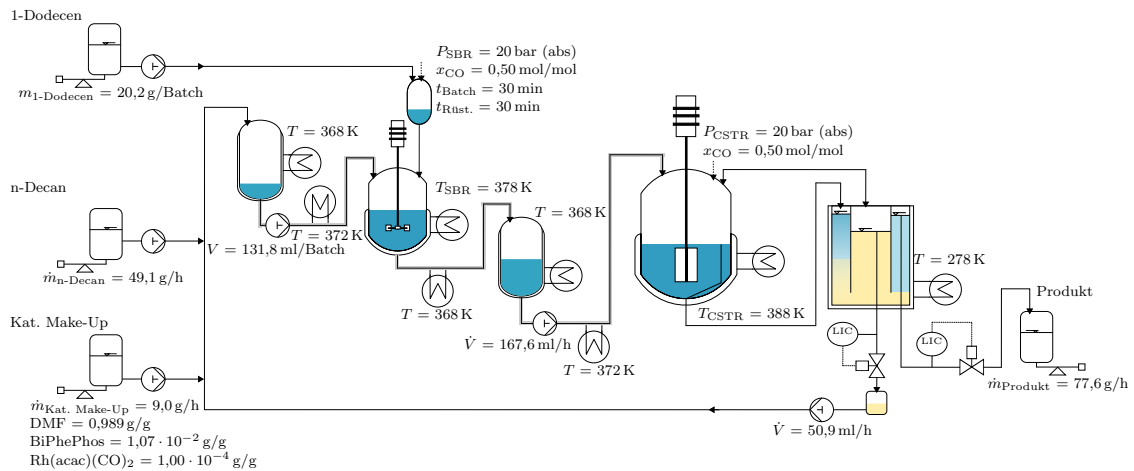 1-Dodecen
m1-Dodecen = 20,2 g/Batch
PSBR = 20 bar (abs)
xCO = 0,50 mol/mol
tBatch = 30 min
tRüst. = 30 min
T = 368 K
PCSTR = 20 bar (abs)
xCO = 0,50 mol/mol
n-Decan
ṁn-Decan = 49,1 g/h
T = 372 K
V = 131,8 ml/Batch
TSBR = 378 K
T = 368 K
T = 368 K
V̇ = 167,6 ml/h
T = 372 K
TCSTR = 388 K
T = 278 K
LIC
LIC
Produkt
ṁProdukt = 77,6 g/h
V̇ = 50,9 ml/h
Kat. Make-Up
ṁKat. Make-Up = 9,0 g/h
DMF = 0,989 g/g
BiPhePhos = 1,07 · 10⁻² g/g
Rh(acac)(CO)₂ = 1,00 · 10⁻⁴ g/g